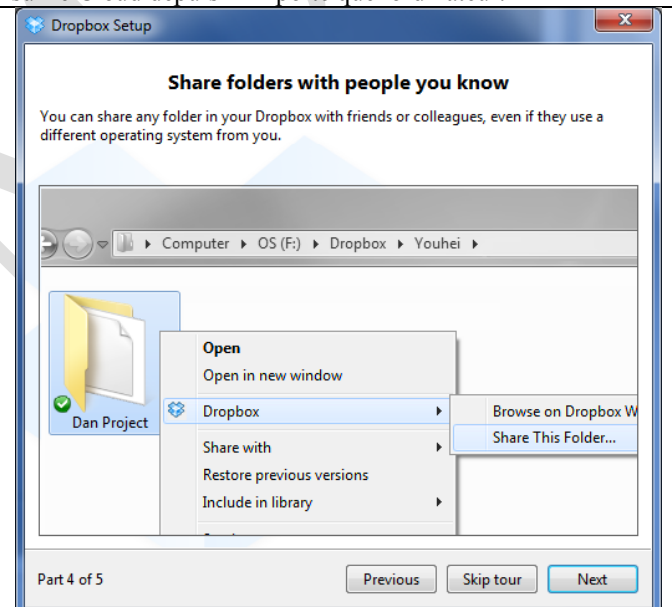 Dropbox Setup
Share folders with people you know
You can share any folder in your Dropbox with friends or colleagues, even if they use a
different operating system from you.
Computer OS (F:) Dropbox Youhei
Open
Open in new window
Dropbox
Browse on Dropbox W
Share This Folder...
Dan Project
Share with
Restore previous versions
Include in library
Part 4 of 5
Previous
Skip tour
Next